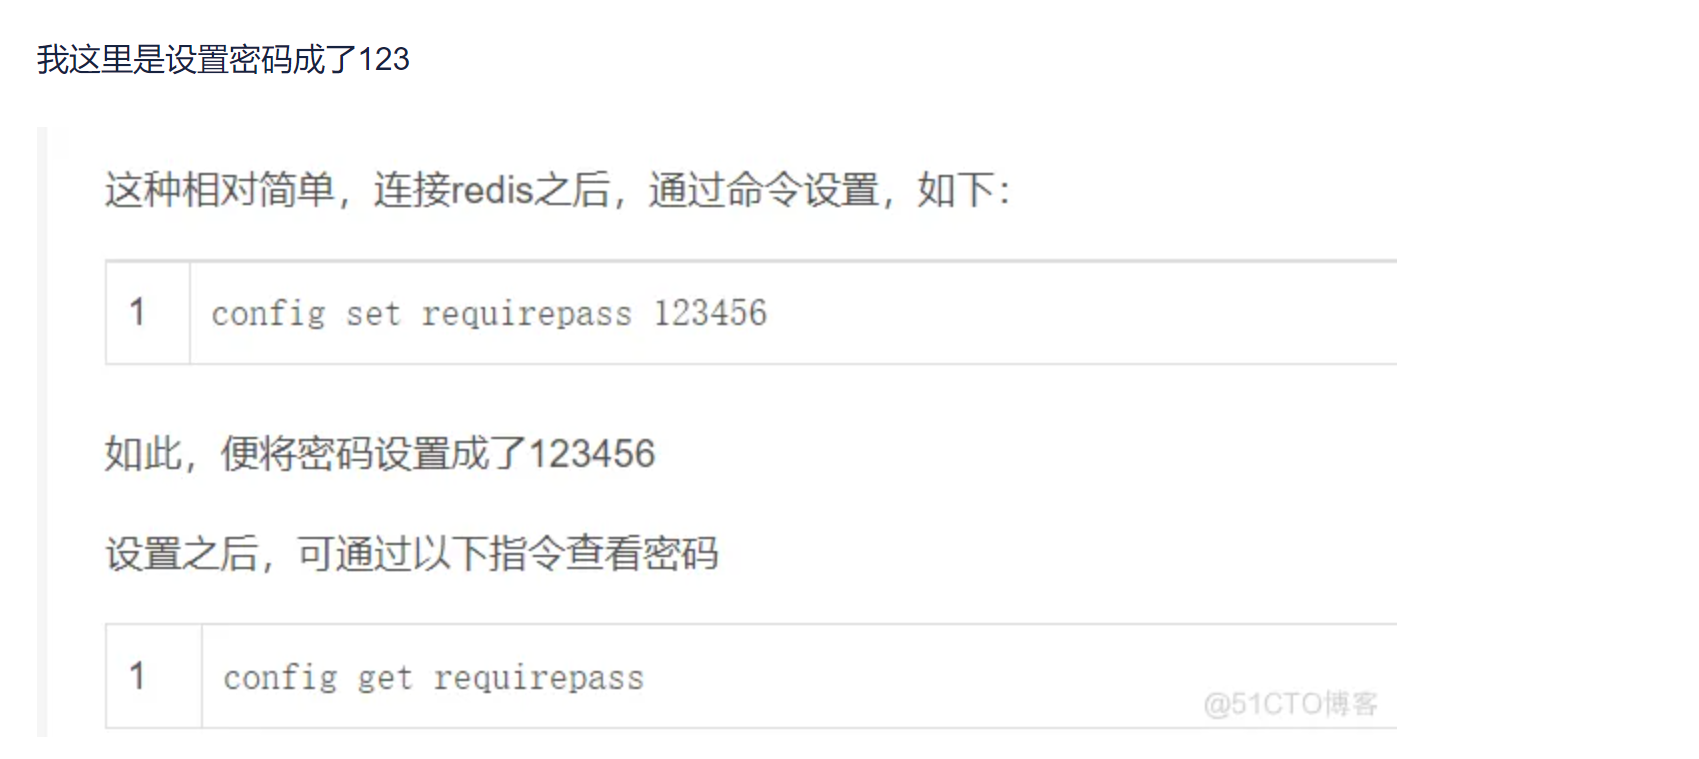 我这里是设置密码成了123
这种相对简单，连接redis之后，通过命令设置，如下：
1 config set requirepass 123456
如此，便将密码设置成了123456
设置之后，可通过以下指令查看密码
1 config get requirepass
@51CTO博客